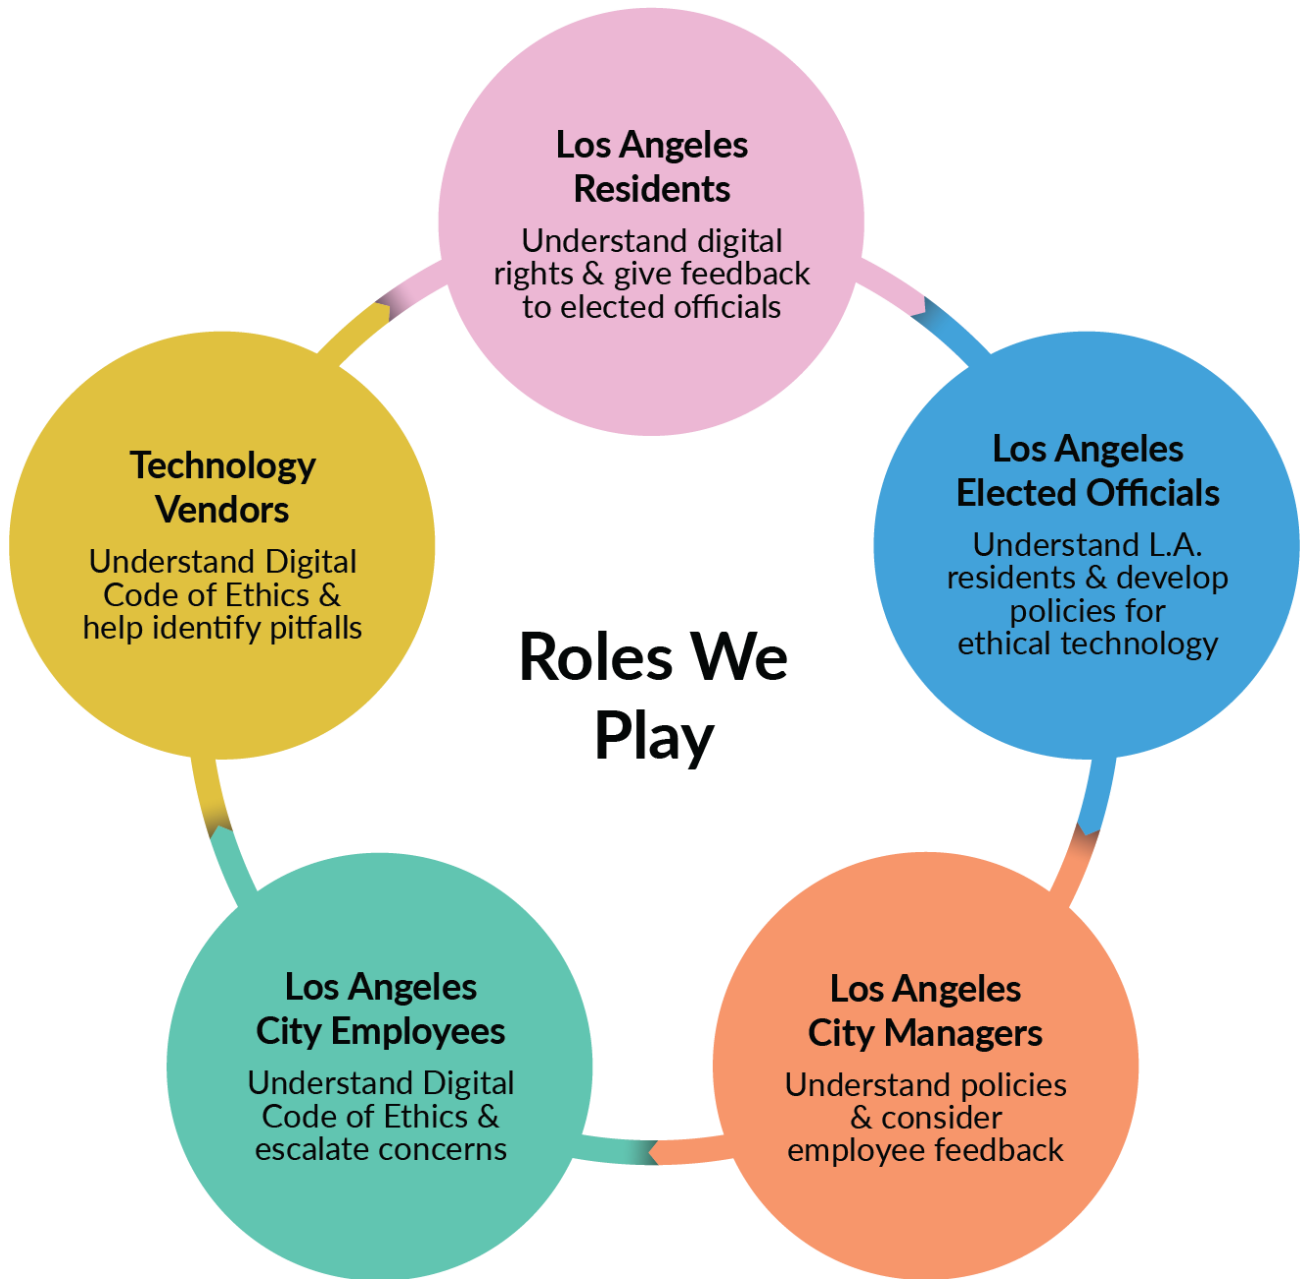 Los Angeles
Residents
Understand digital
rights & give feedback
to elected officials
Los Angeles
Elected Officials
Understand L.A.
residents & develop
policies for
ethical technology
Los Angeles
City Managers
Understand policies
& consider
employee feedback
Los Angeles
City Employees
Understand Digital
Code of Ethics &
escalate concerns
Technology
Vendors
Understand Digital
Code of Ethics &
help identify pitfalls
Roles We
Play